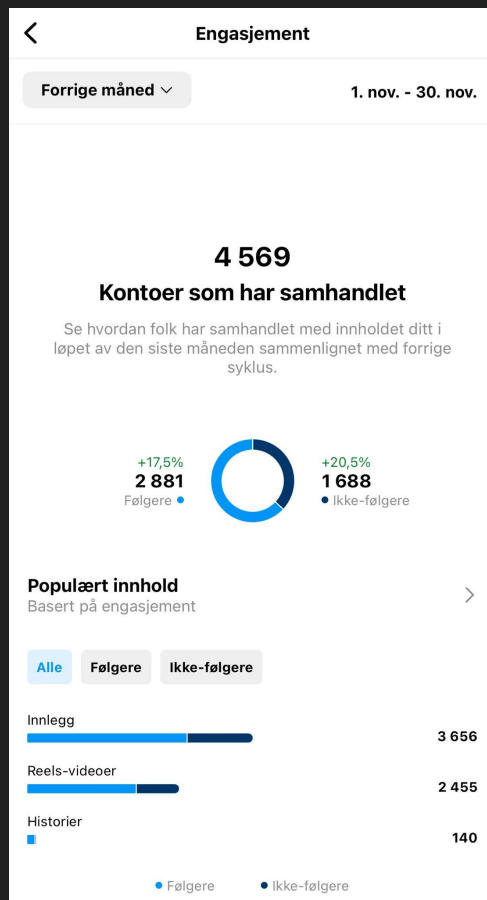 Engasjement
Forrige måned
1. nov. - 30. nov.
4 569
Kontoer som har samhandlet
Se hvordan folk har samhandlet med innholdet ditt i
løpet av den siste måneden sammenlignet med forrige
syklus.
+17,5%
2 881
Følgere
+20,5%
1 688
Ikke-følgere
Populært innhold
Basert på engasjement
Alle
Følgere
Ikke-følgere
Innlegg
3 656
Reels-videoer
2 455
Historier
140
Følgere
Ikke-følgere